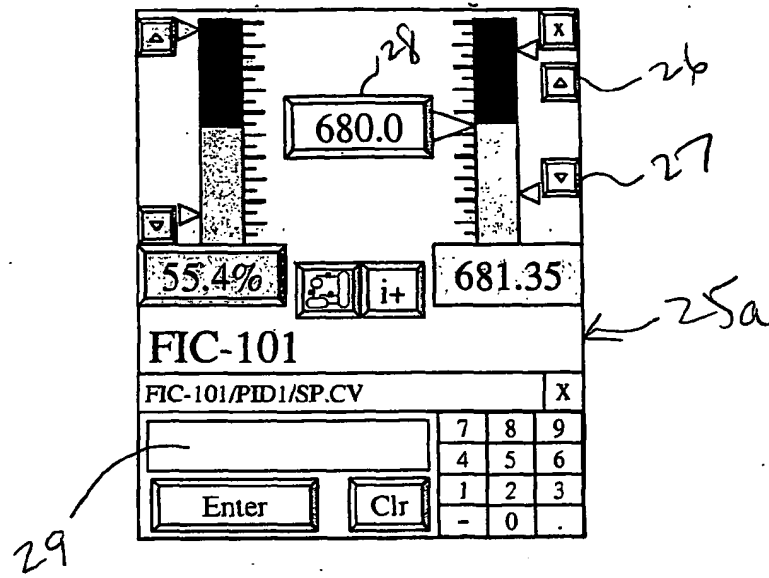 28
X
26
680.0
27
55.4%
i+
681.35
25a
FIC-101
FIC-101/PID1/SP.CV X
7 8 9
4 5 6
Enter Clr
1 2 3
- 0 .
29